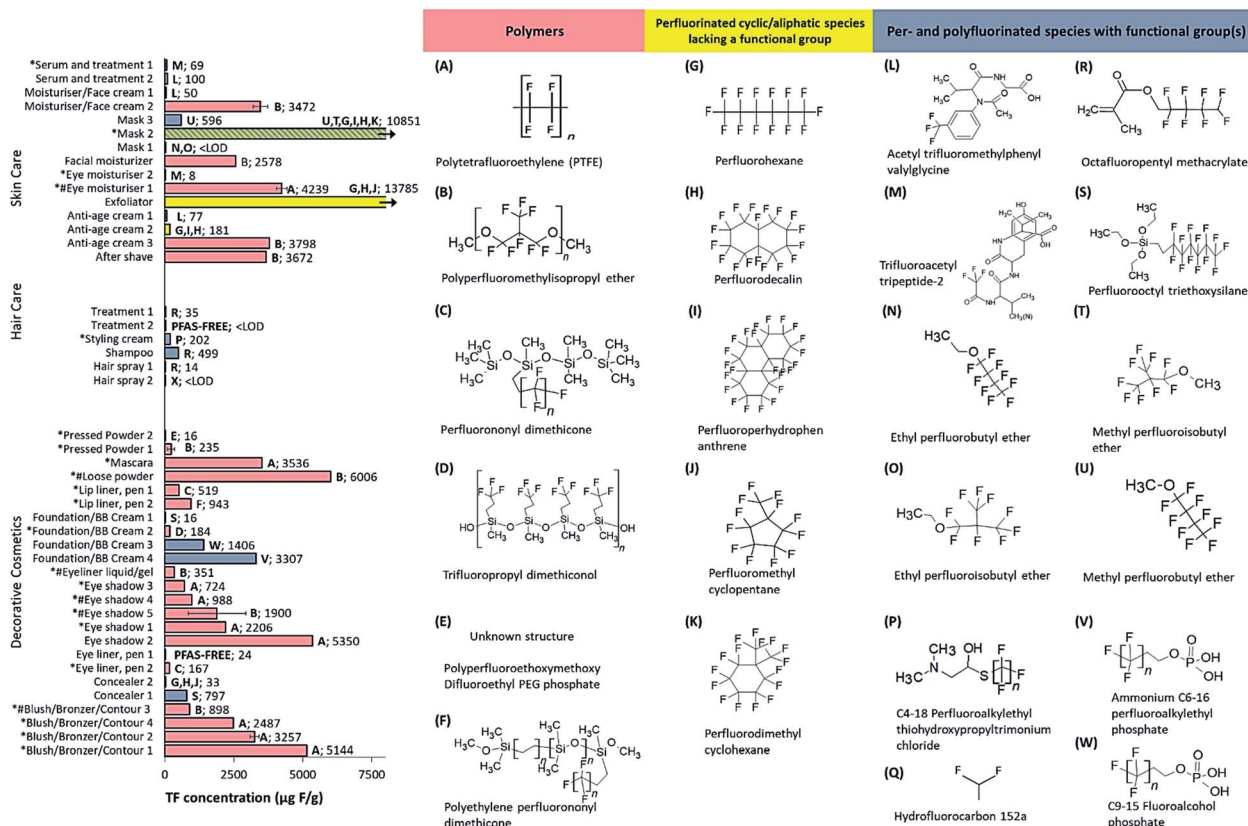 Polymers
Perfluorinated cyclic/aliphatic species
lacking a functional group
Per- and polyfluorinated species with functional group(s)
Skin Care
*Serum and treatment 1 M; 69
Serum and treatment 2 L; 100
Moisturiser/Face cream 1 L; 50
Moisturiser/Face cream 2 B; 3472
Mask 3 U; 596
*Mask 2 U,T,G,I,H,K; 10851
Mask 1 N,O; <LOD
Facial moisturizer B; 2578
*Eye moisturiser 2 M; 8
*#Eye moisturiser 1 A; 4239
Exfoliator G,H,J; 13785
Anti-age cream 1 L; 77
Anti-age cream 2 G,I,H; 181
Anti-age cream 3 B; 3798
After shave B; 3672
Hair Care
Treatment 1 R; 35
Treatment 2 PFAS-FREE; <LOD
*Styling cream P; 202
Shampoo R; 499
Hair spray 1 R; 14
Hair spray 2 X; <LOD
Decorative Cosmetics
*Pressed Powder 2 E; 16
*Pressed Powder 1 B; 235
*Mascara A; 3536
*#Loose powder B; 6006
*Lip liner, pen 1 C; 519
*Lip liner, pen 2 F; 943
Foundation/BB Cream 1 S; 16
*Foundation/BB Cream 2 D; 184
Foundation/BB Cream 3 W; 1406
Foundation/BB Cream 4 V; 3307
*#Eyeliner liquid/gel B; 351
*Eye shadow 3 A; 724
*#Eye shadow 4 A; 988
*#Eye shadow 5 B; 1900
*Eye shadow 1 A; 2206
Eye shadow 2 A; 5350
Eye liner, pen 1 PFAS-FREE; 24
*Eye liner, pen 2 C; 167
Concealer 2 G,H,J; 33
Concealer 1 S; 797
*#Blush/Bronzer/Contour 3 B; 898
*Blush/Bronzer/Contour 4 A; 2487
*Blush/Bronzer/Contour 2 A; 3257
*Blush/Bronzer/Contour 1 A; 5144
0 2500 5000 7500
TF concentration (µg F/g)
(A)
Polytetrafluoroethylene (PTFE)
(B)
Polyperfluoromethylisopropyl ether
(C)
Perfluorononyl dimethicone
(D)
Trifluoropropyl dimethiconol
(E)
Unknown structure
Polyperfluoroethoxymethoxy
Difluoroethyl PEG phosphate
(F)
Polyethylene perfluorononyl
dimethicone
(G)
Perfluorohexane
(H)
Perfluorodecalin
(I)
Perfluoroperhydrophen
anthrene
(J)
Perfluoromethyl
cyclopentane
(K)
Perfluorodimethyl
cyclohexane
(L)
Acetyl trifluoromethylphenyl
valylglycine
(M)
Trifluoroacetyl
tripeptide-2
(N)
Ethyl perfluorobutyl ether
(O)
Ethyl perfluoroisobutyl ether
(P)
C4-18 Perfluoroalkylethyl
thiohydroxypropyltrimonium
chloride
(Q)
Hydrofluorocarbon 152a
(R)
Octafluoropentyl methacrylate
(S)
Perfluorooctyl triethoxysilane
(T)
Methyl perfluoroisobutyl
ether
(U)
Methyl perfluorobutyl ether
(V)
Ammonium C6-16
perfluoroalkylethyl
phosphate
(W)
C9-15 Fluoroalcohol
phosphate